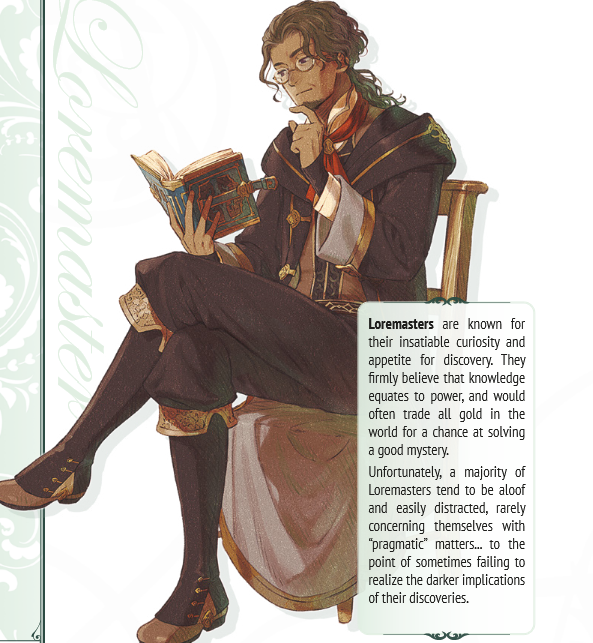 Loremaster
Loremasters are known for
their insatiable curiosity and
appetite for discovery. They
firmly believe that knowledge
equates to power, and would
often trade all gold in the
world for a chance at solving
a good mystery.
Unfortunately, a majority of
Loremasters tend to be aloof
and easily distracted, rarely
concerning themselves with
“pragmatic” matters... to the
point of sometimes failing to
realize the darker implications
of their discoveries.